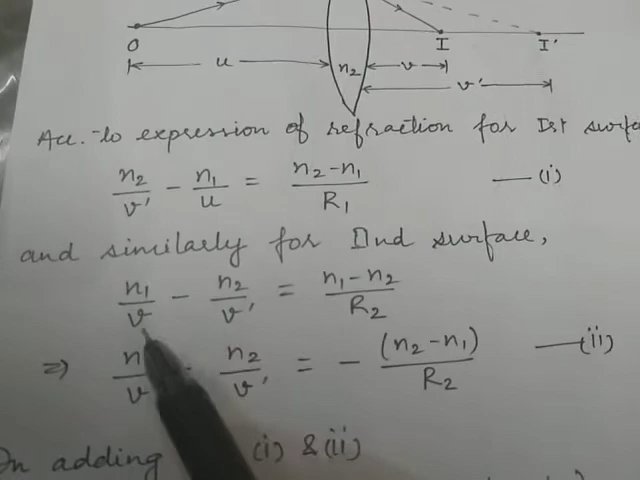 O I I'
u n₂ v
v'
Acc. to expression of refraction for Ist surfa
n₂/v' - n₁/u = (n₂-n₁)/R₁ —(i)
and similarly for IInd surface,
n₁/v - n₂/v' = (n₁-n₂)/R₂
⇒ n/v - n₂/v' = - (n₂-n₁)/R₂ —(ii)
On adding (i) & (ii)